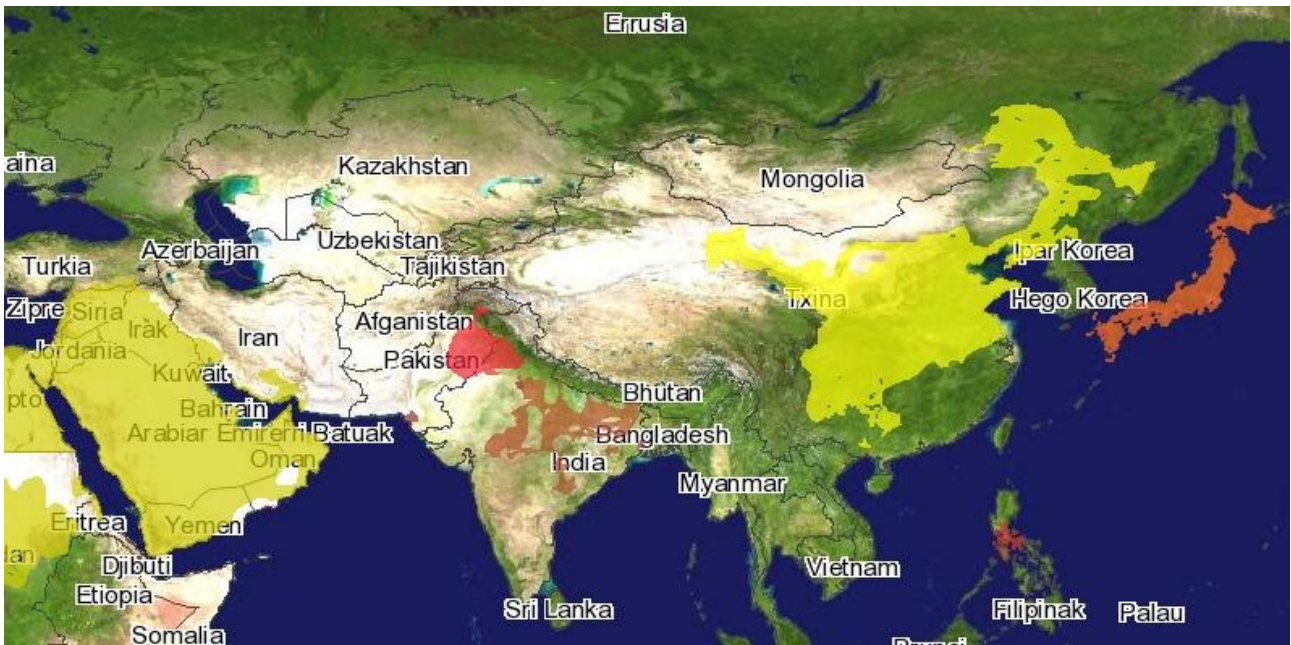 Errusia
aina
Kazakhstan
Mongolia
Azerbaijan
Uzbekistan
Turkia
Tajikistan
Ipar Korea
Zipre
Siria
Txina
Hego Korea
Irak
Afganistan
Iran
Jordania
Pakistan
Kuwait
pto
Bhutan
Bahrain
Arabiar Emirerri Batuak
Bangladesh
Oman
India
Myanmar
Eritrea
Yemen
dan
Djibuti
Vietnam
Etiopia
Sri Lanka
Filipinak
Palau
Somalia